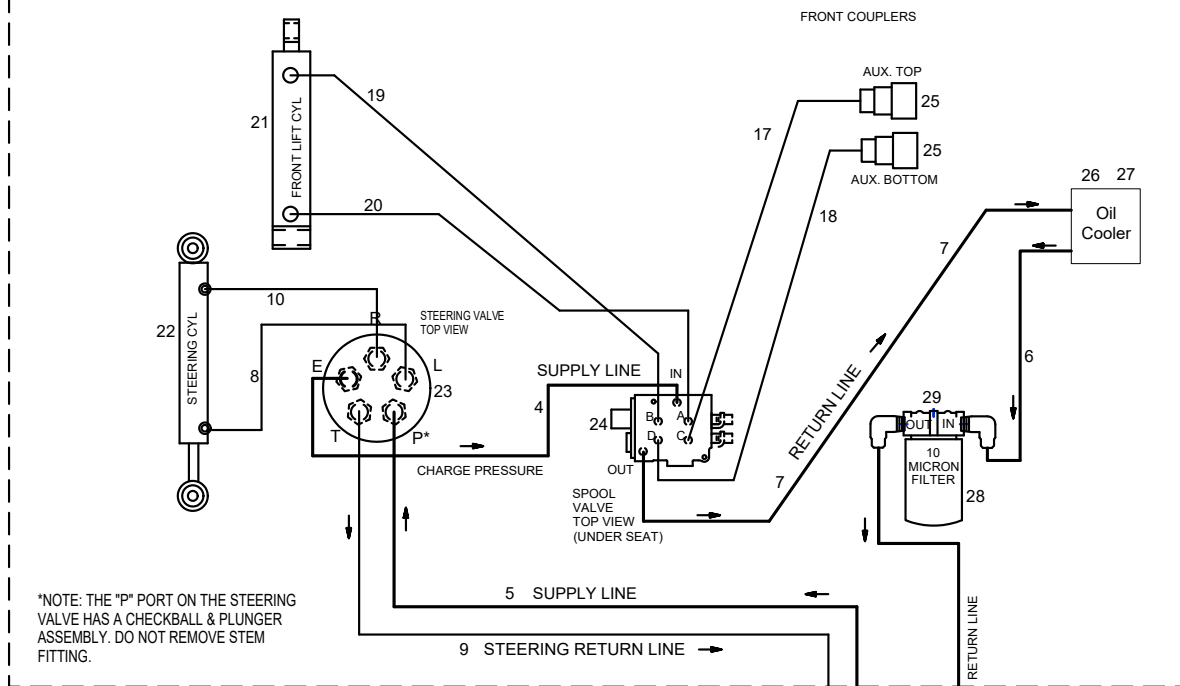 FRONT COUPLERS
AUX. TOP
25
AUX. BOTTOM
25
17
18
19
20
21
FRONT LIFT CYL
22
STEERING CYL
10
8
STEERING VALVE
TOP VIEW
R
E
L
23
T
P*
CHARGE PRESSURE
SUPPLY LINE
4
IN
24
B
A
D
C
OUT
SPOOL
VALVE
TOP VIEW
(UNDER SEAT)
RETURN LINE
7
7
26
27
Oil
Cooler
6
29
OUT
IN
10
MICRON
FILTER
28
RETURN LINE
5
SUPPLY LINE
9
STEERING RETURN LINE
*NOTE: THE "P" PORT ON THE STEERING
VALVE HAS A CHECKBALL & PLUNGER
ASSEMBLY. DO NOT REMOVE STEM
FITTING.